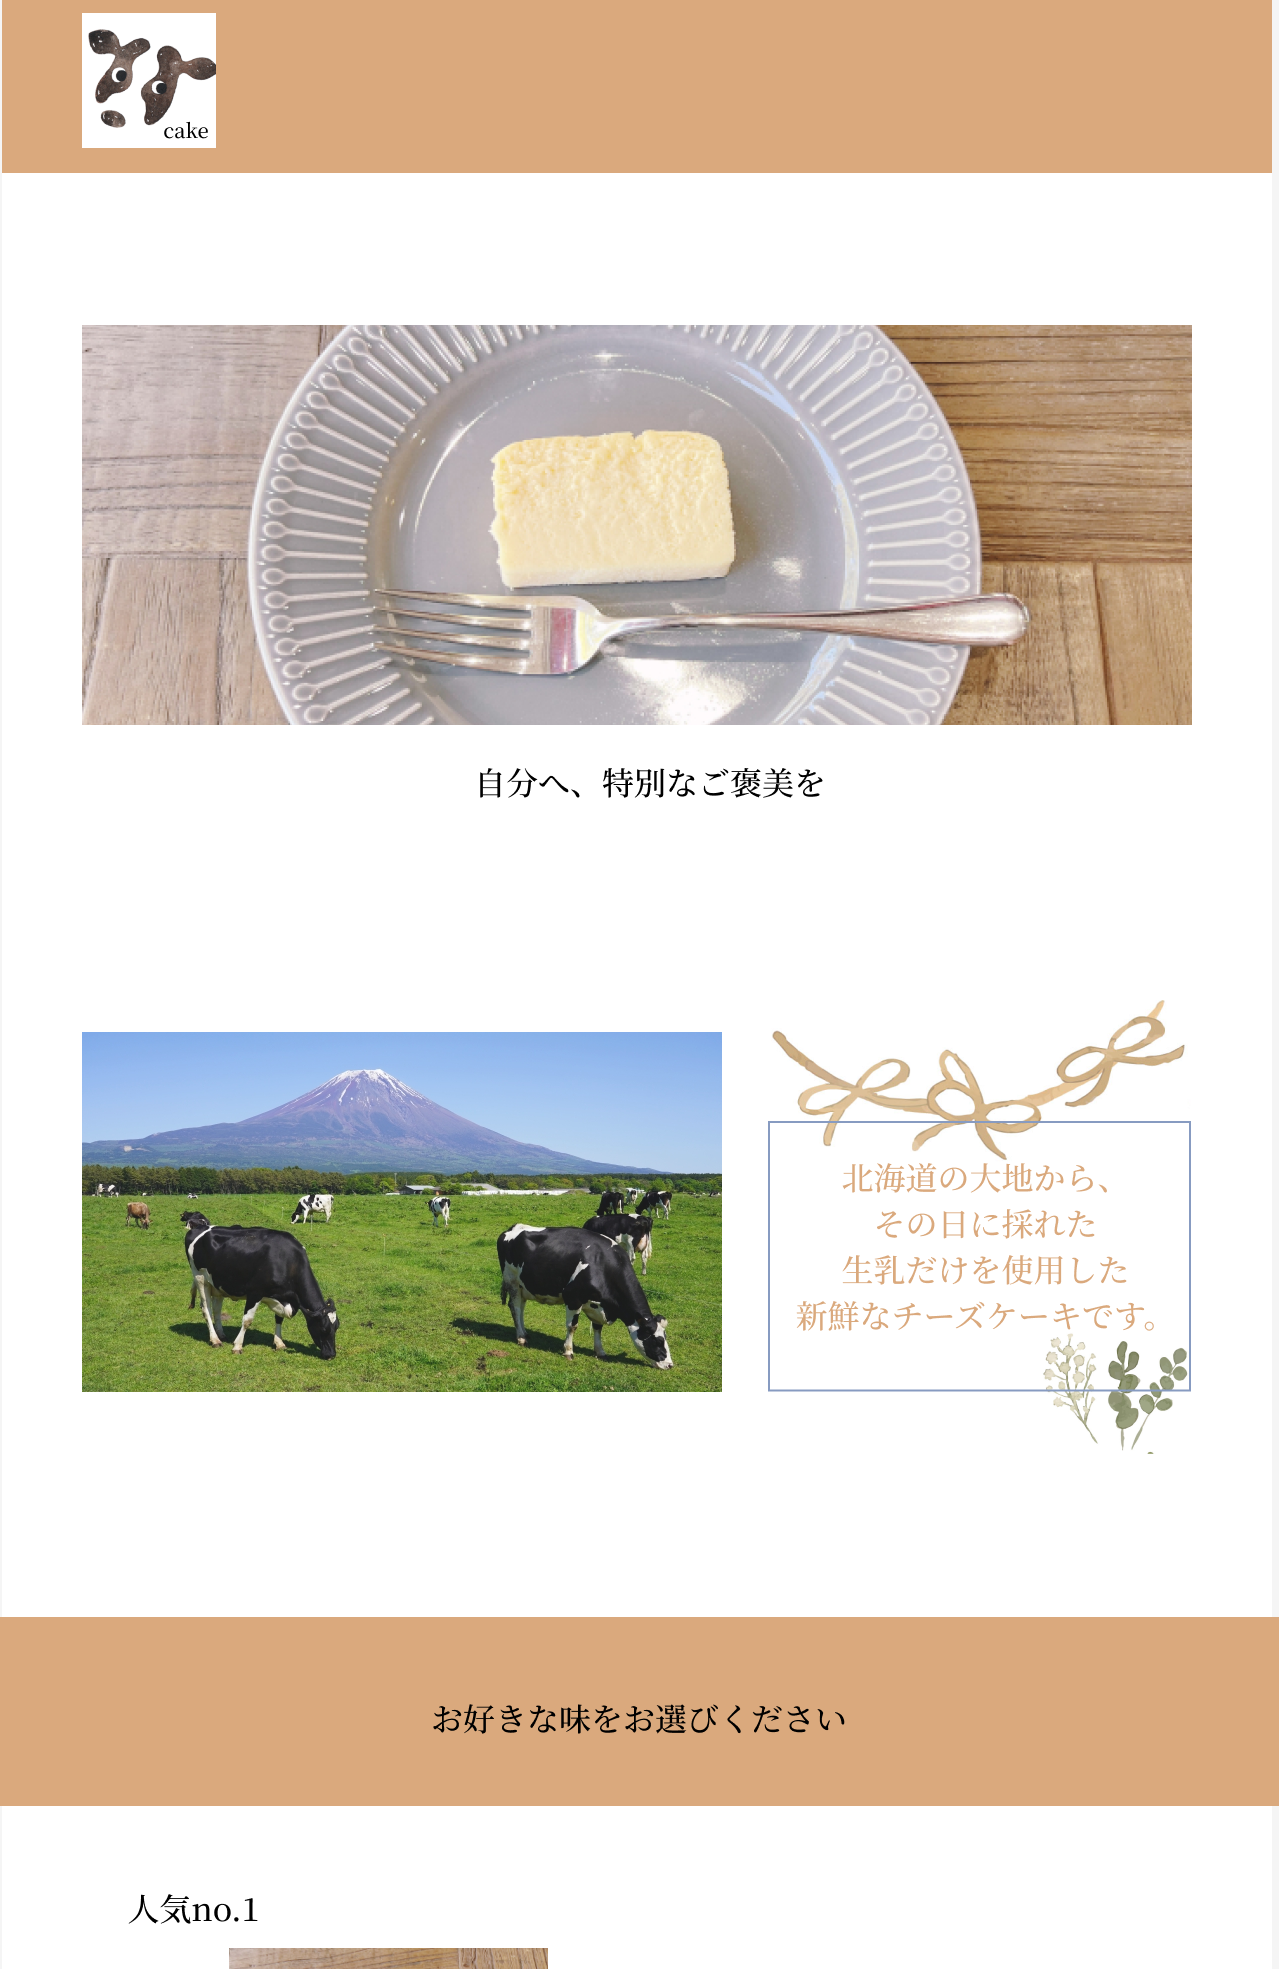 cake
自分へ、特別なご褒美を
北海道の大地から、
その日に採れた
生乳だけを使用した
新鮮なチーズケーキです。
お好きな味をお選びください
人気no.1